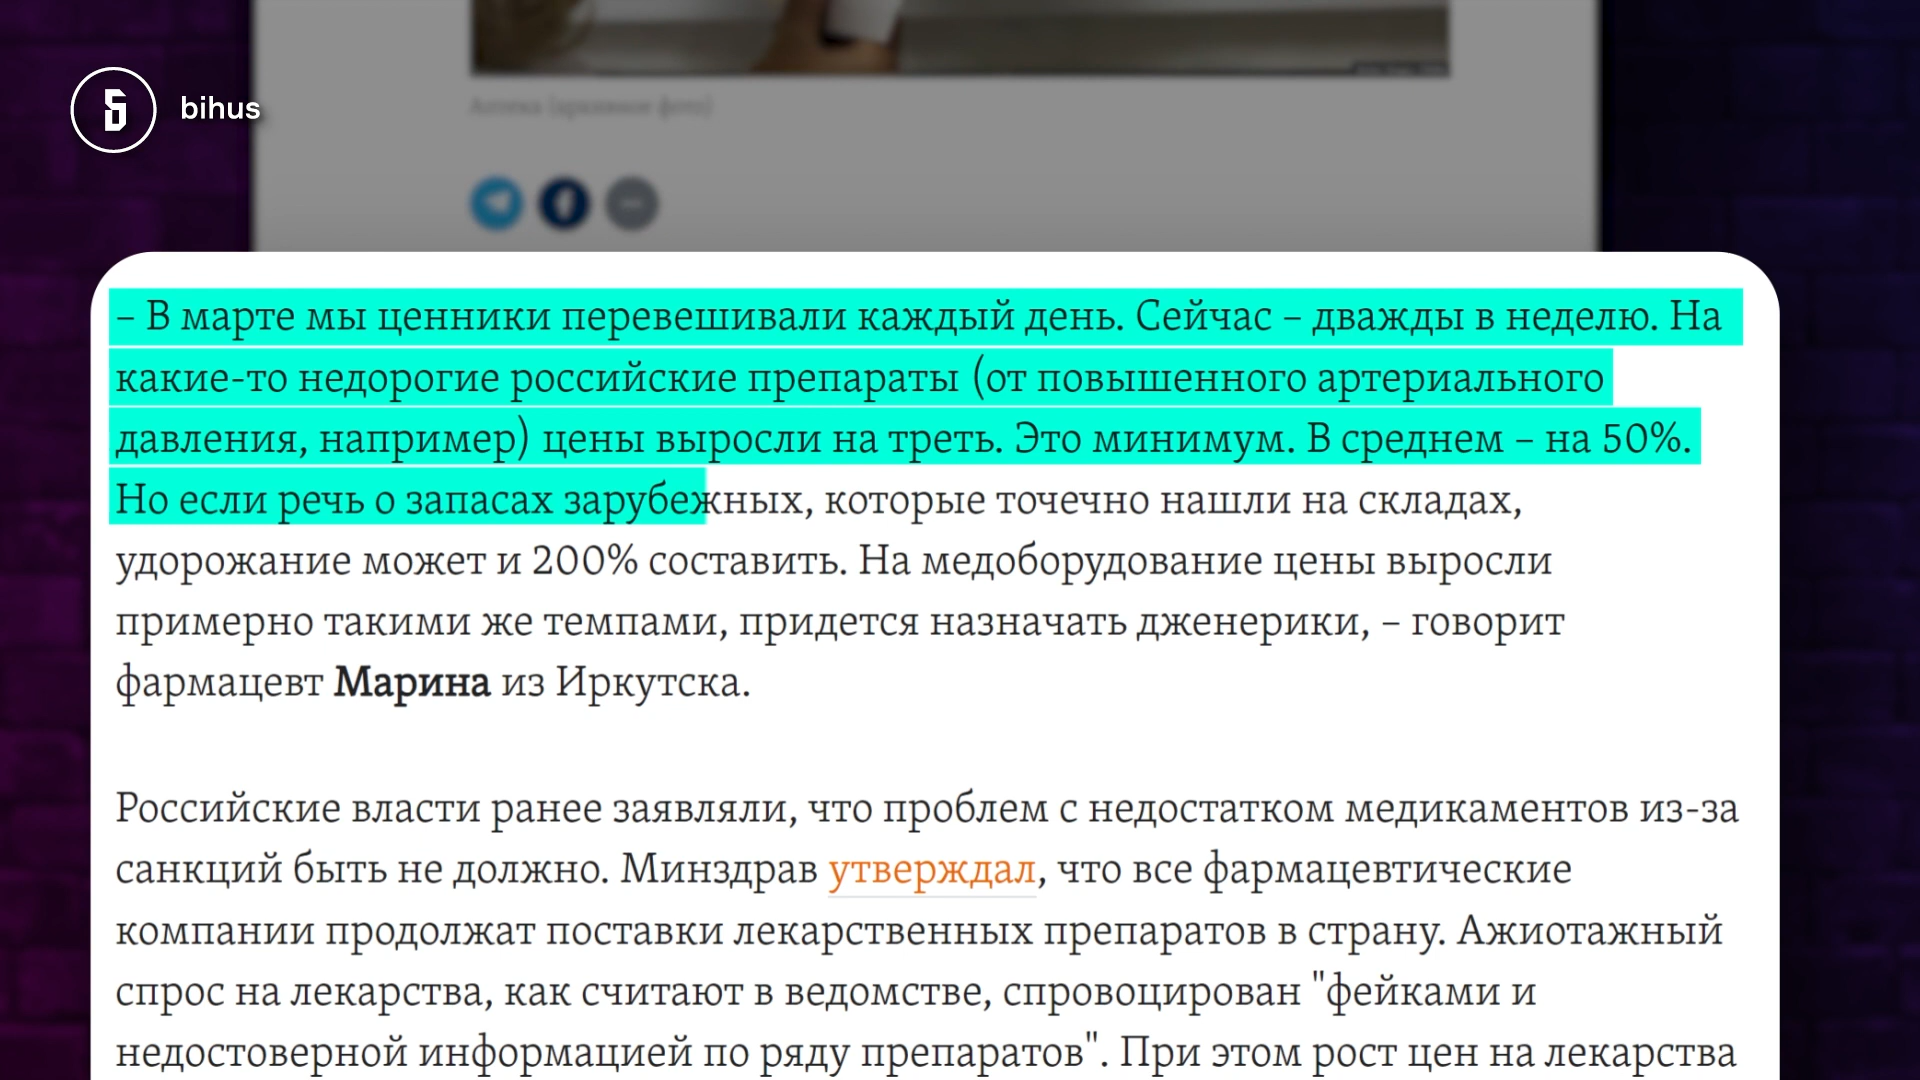 bihus
Аптека (архивное фото)
– В марте мы ценники перевешивали каждый день. Сейчас – дважды в неделю. На
какие-то недорогие российские препараты (от повышенного артериального
давления, например) цены выросли на треть. Это минимум. В среднем – на 50%.
Но если речь о запасах зарубежных, которые точечно нашли на складах,
удорожание может и 200% составить. На медоборудование цены выросли
примерно такими же темпами, придется назначать дженерики, – говорит
фармацевт Марина из Иркутска.
Российские власти ранее заявляли, что проблем с недостатком медикаментов из-за
санкций быть не должно. Минздрав утверждал, что все фармацевтические
компании продолжат поставки лекарственных препаратов в страну. Ажиотажный
спрос на лекарства, как считают в ведомстве, спровоцирован "фейками и
недостоверной информацией по ряду препаратов". При этом рост цен на лекарства